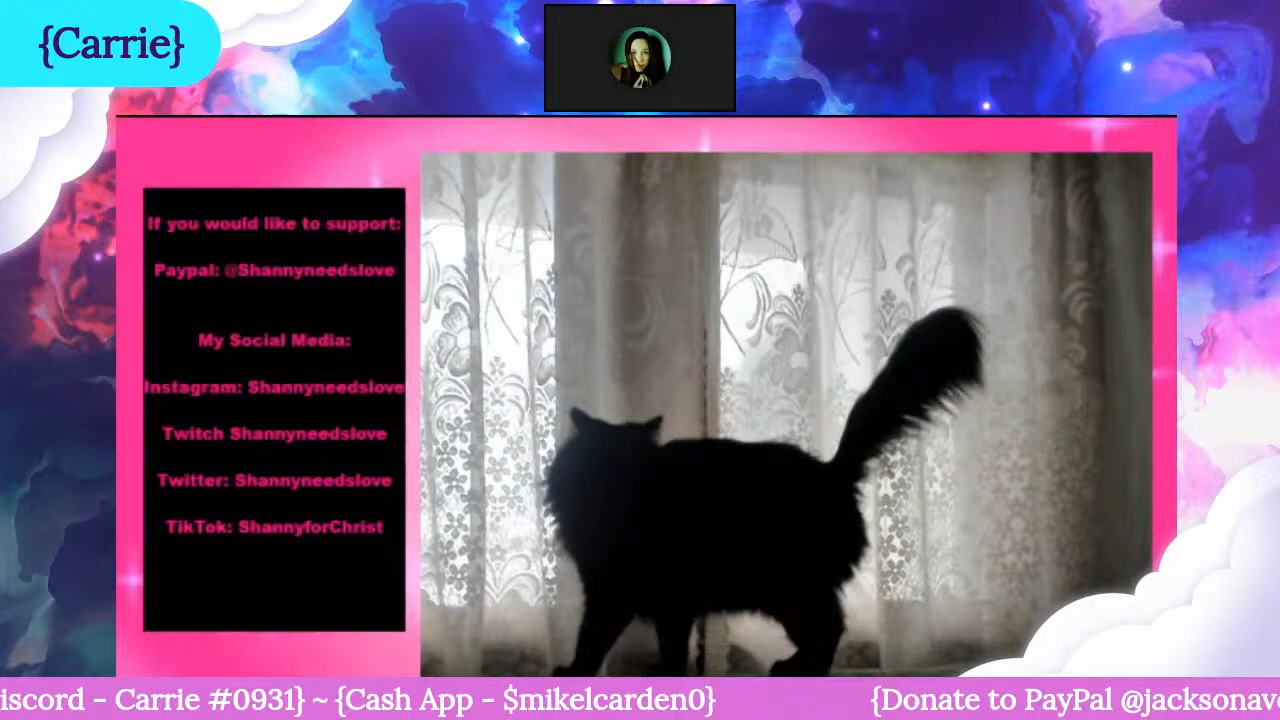 {Carrie}
If you would like to support:
Paypal: @Shannyneedslove
My Social Media:
Instagram: Shannyneedslove
Twitch Shannyneedslove
Twitter: Shannyneedslove
TikTok: ShannyforChrist
iscord - Carrie #0931} ~ {Cash App - $mikelcarden0} {Donate to PayPal @jacksonav